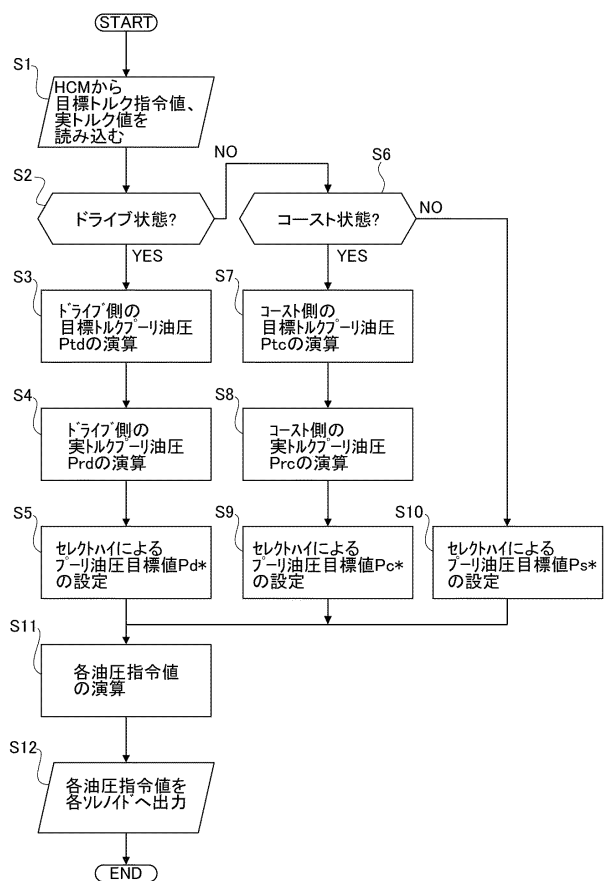 START
S1
HCMから
目標トルク指令値、
実トルク値を
読み込む
S2
ドライブ状態?
NO
YES
S6
コースト状態?
NO
YES
S3
ﾄﾞﾗｲﾌﾞ側の
目標ﾄﾙｸﾌﾟｰﾘ油圧
Ptdの演算
S7
ｺｰｽﾄ側の
目標ﾄﾙｸﾌﾟｰﾘ油圧
Ptcの演算
S4
ﾄﾞﾗｲﾌﾞ側の
実ﾄﾙｸﾌﾟｰﾘ油圧
Prdの演算
S8
ｺｰｽﾄ側の
実ﾄﾙｸﾌﾟｰﾘ油圧
Prcの演算
S5
ｾﾚｸﾄﾊｲによる
ﾌﾟｰﾘ油圧目標値Pd*
の設定
S9
ｾﾚｸﾄﾊｲによる
ﾌﾟｰﾘ油圧目標値Pc*
の設定
S10
ｾﾚｸﾄﾊｲによる
ﾌﾟｰﾘ油圧目標値Ps*
の設定
S11
各油圧指令値
の演算
S12
各油圧指令値を
各ｿﾚﾉｲﾄﾞへ出力
END